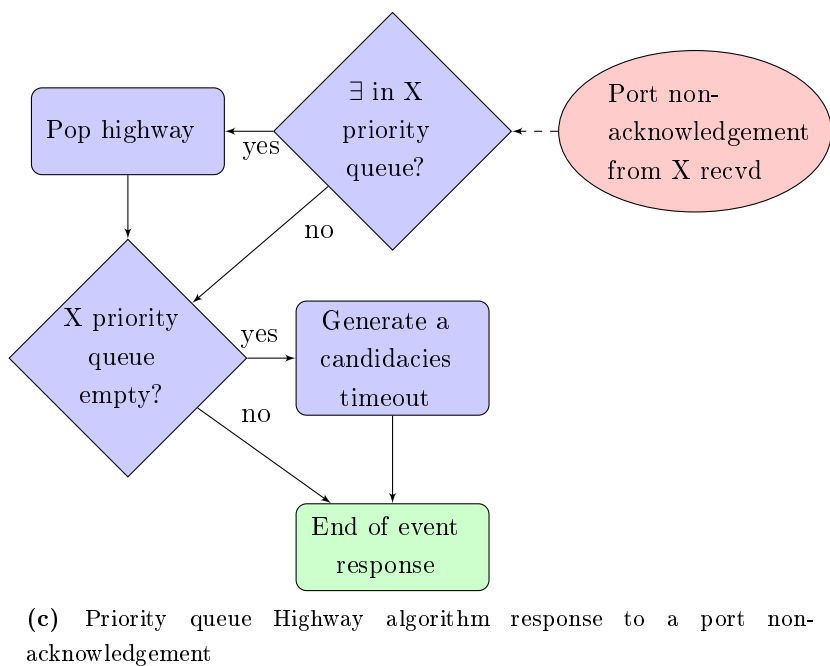 ∃ in X
priority
queue?
Port non-
acknowledgement
from X recvd
Pop highway
yes
no
X priority
queue
empty?
yes
Generate a
candidacies
timeout
no
End of event
response
(c) Priority queue Highway algorithm response to a port non-
acknowledgement